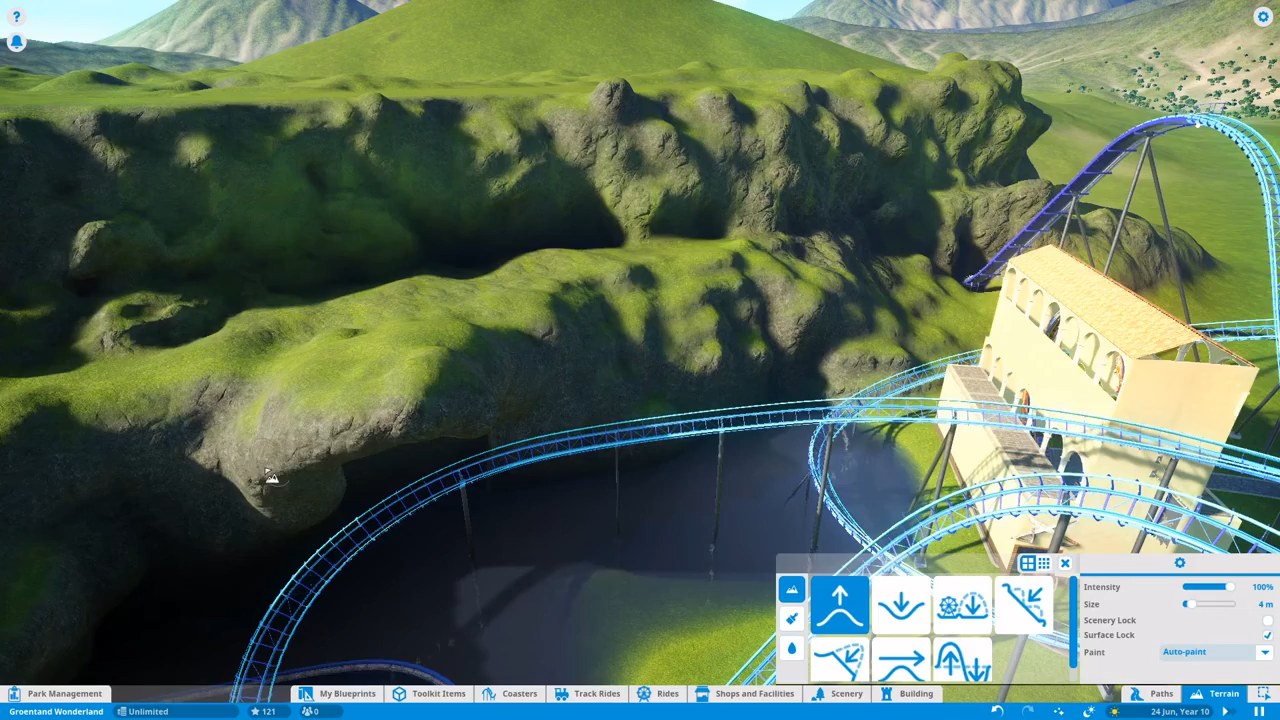 ?
Intensity 100%
Size 4 m
Scenery Lock
Surface Lock
Paint Auto-paint
Park Management My Blueprints Toolkit Items Coasters Track Rides Rides Shops and Facilities Scenery Building Paths Terrain
Groentand Wonderland Unlimited 121 0 24 Jun, Year 10